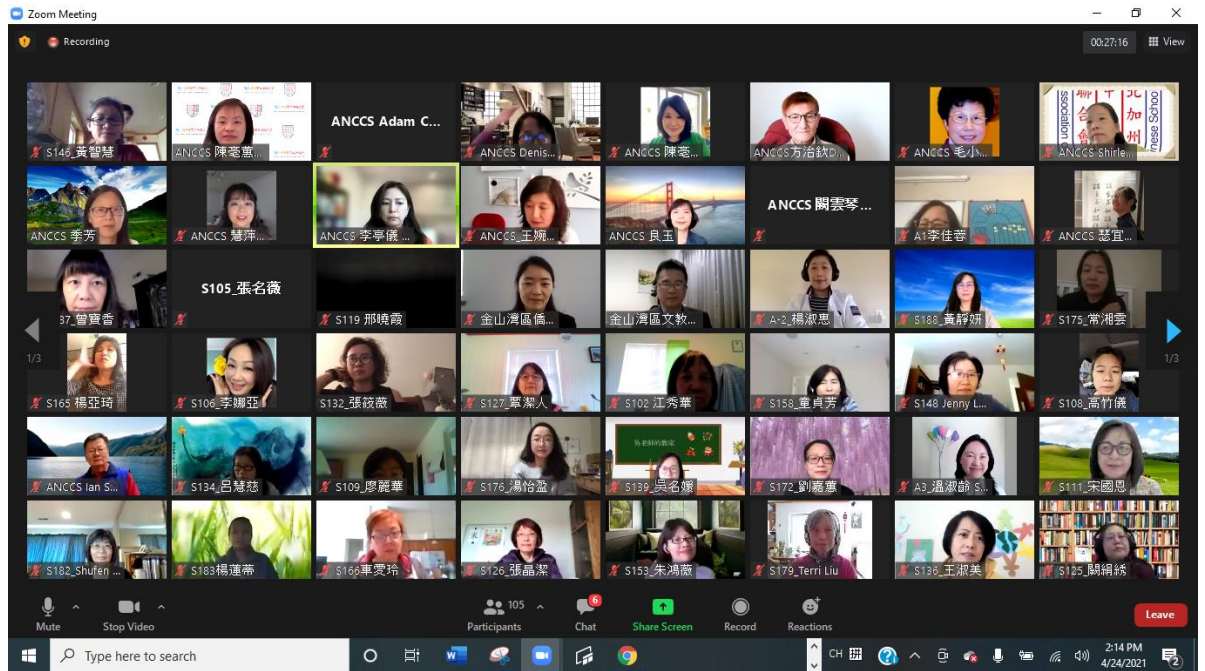 Zoom Meeting
Recording
00:27:16
View
S146_黃智慧
ANCCS 陳亳蕙...
ANCCS Adam C...
ANCCS Denis...
ANCCS 陳亳...
ANCCS方治欽D...
ANCCS 毛小...
ANCCS Shirle...
ANCCS 季芳
ANCCS 慧萍...
ANCCS 李亭儀 ...
ANCCS_王婉...
ANCCS 良玉
ANCCS 闕雲琴...
A1李佳蓉
ANCCS 瑟宜...
37_曾寶香
S105_張名薇
S119 邢曉霞
金山灣區僑...
金山灣區文教...
A-2_楊淑惠
S188_黃靜妍
S175_常湘雲
1/3
1/3
S165 楊亞琦
S106_李娜亞
S132_張筱薇
S127_覃潔人
S102 江秀華
S158_童貞芳
S148 Jenny L...
S108_高竹儀
吳老師的教室
ANCCS Ian S...
S134_呂慧慈
S109_廖麗華
S176_湯怡盈
S139_吳名媛
S172_劉嘉蕙
A3_溫淑齡 S...
S111_宋國恩
S182_Shufen ...
S183楊蓮蒂
S166車愛玲
S126_張晶潔
S153_朱鴻薇
S179_Terri Liu
S136_王淑美
S125_關絹綉
Mute
Stop Video
Participants
105
Chat
6
Share Screen
Record
Reactions
Leave
Type here to search
CH
2:14 PM
4/24/2021
2